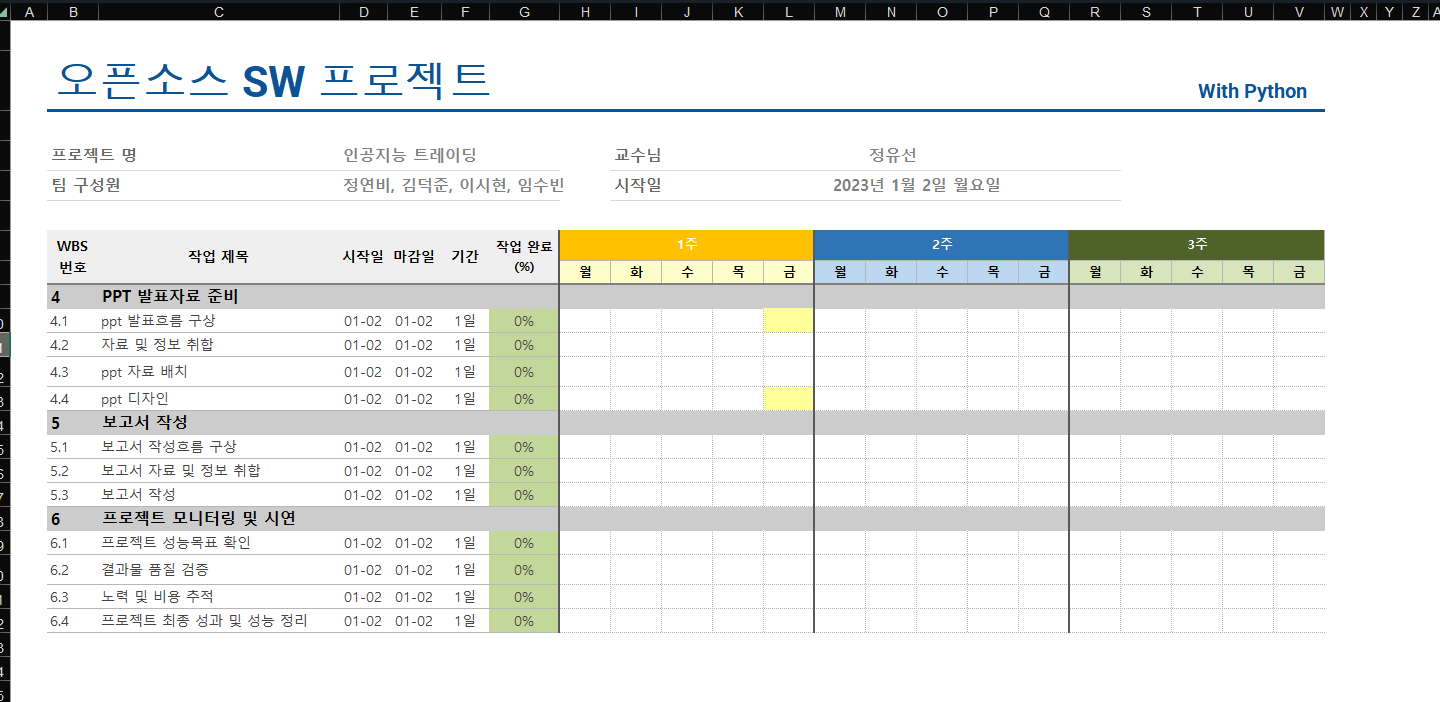 A B C D E F G H I J K L M N O P Q R S T U V W X Y Z
오픈소스 SW 프로젝트
With Python
프로젝트 명 인공지능 트레이딩 교수님 정유선
팀 구성원 정연비, 김덕준, 이시현, 임수빈 시작일 2023년 1월 2일 월요일
WBS 번호 작업 제목 시작일 마감일 기간 작업 완료 (%) 1주 2주 3주
월 화 수 목 금 월 화 수 목 금 월 화 수 목 금
4 PPT 발표자료 준비
4.1 ppt 발표흐름 구상 01-02 01-02 1일 0%
4.2 자료 및 정보 취합 01-02 01-02 1일 0%
4.3 ppt 자료 배치 01-02 01-02 1일 0%
4.4 ppt 디자인 01-02 01-02 1일 0%
5 보고서 작성
5.1 보고서 작성흐름 구상 01-02 01-02 1일 0%
5.2 보고서 자료 및 정보 취합 01-02 01-02 1일 0%
5.3 보고서 작성 01-02 01-02 1일 0%
6 프로젝트 모니터링 및 시연
6.1 프로젝트 성능목표 확인 01-02 01-02 1일 0%
6.2 결과물 품질 검증 01-02 01-02 1일 0%
6.3 노력 및 비용 추적 01-02 01-02 1일 0%
6.4 프로젝트 최종 성과 및 성능 정리 01-02 01-02 1일 0%